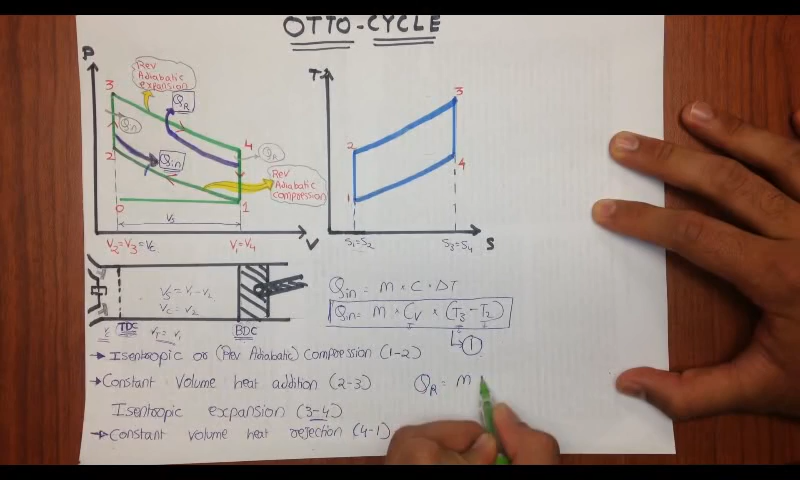 OTTO-CYCLE
P
Rev
Adiabatic
expansion
3
QR
Qin
4
QR
2
Qin
Rev
Adiabatic
compression
0
1
Vs
V2=V3=Vc
V1=V4
V
T
3
2
4
1
S1=S2
S3=S4
S
Vs = V1-V2
Vc = V2
TDC
VT = V1
BDC
Qin = m × C × ΔT
Qin = m × Cv × (T3 - T2)
1
Isentropic or (Rev Adiabatic) compression (1-2)
Constant Volume heat addition (2-3)
QR = m
Isentropic expansion (3-4)
Constant volume heat rejection (4-1)